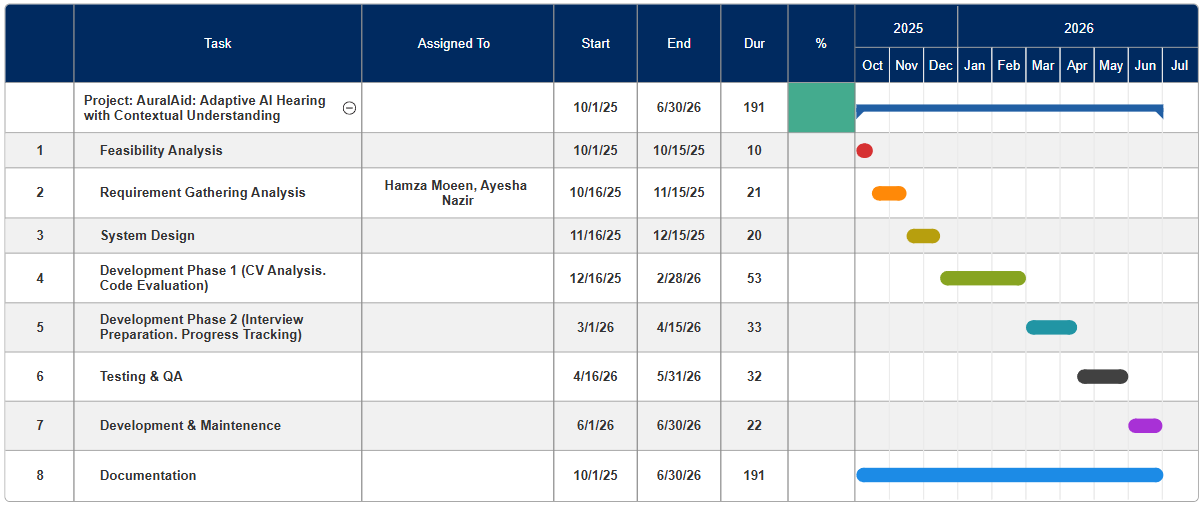 Task Assigned To Start End Dur % 2025 2026
Oct Nov Dec Jan Feb Mar Apr May Jun Jul
Project: AuralAid: Adaptive AI Hearing
with Contextual Understanding
10/1/25 6/30/26 191
1 Feasibility Analysis 10/1/25 10/15/25 10
2 Requirement Gathering Analysis Hamza Moeen, Ayesha
Nazir
10/16/25 11/15/25 21
3 System Design 11/16/25 12/15/25 20
4 Development Phase 1 (CV Analysis.
Code Evaluation)
12/16/25 2/28/26 53
5 Development Phase 2 (Interview
Preparation. Progress Tracking)
3/1/26 4/15/26 33
6 Testing & QA 4/16/26 5/31/26 32
7 Development & Maintenence 6/1/26 6/30/26 22
8 Documentation 10/1/25 6/30/26 191